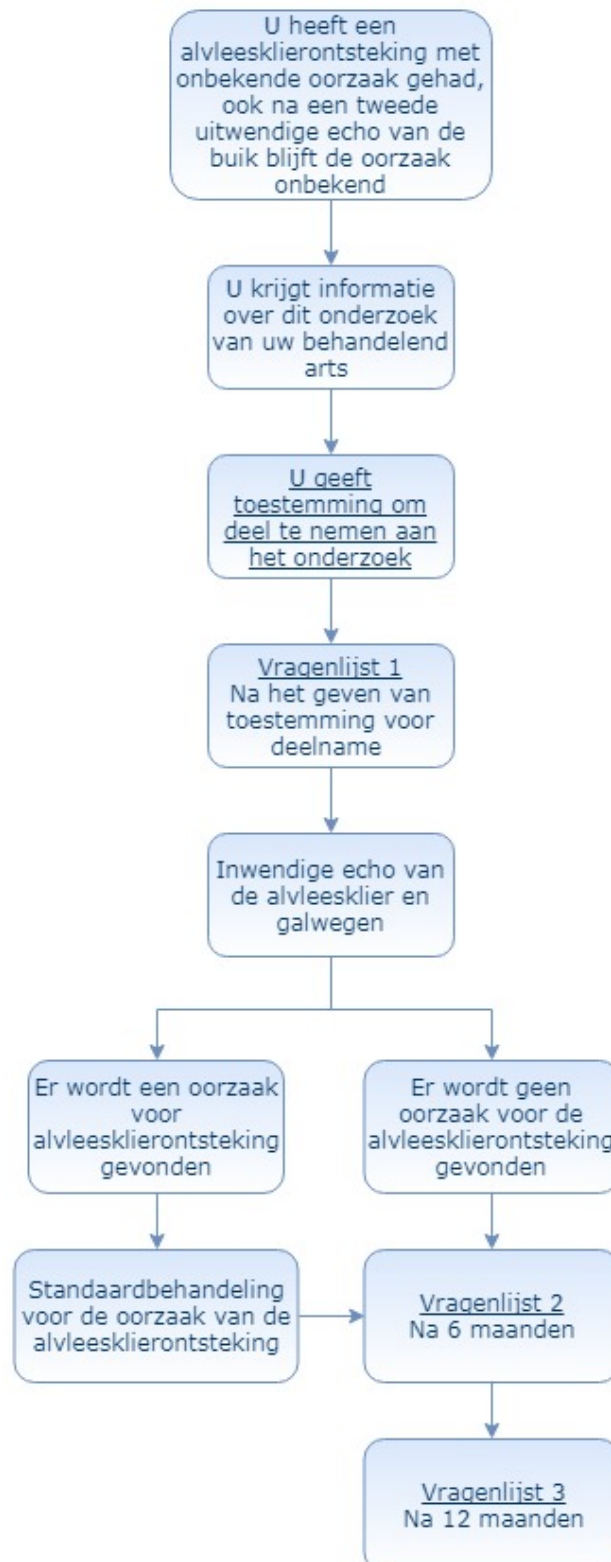 U heeft een
alvleesklierontsteking met
onbekende oorzaak gehad,
ook na een tweede
uitwendige echo van de
buik blijft de oorzaak
onbekend
U krijgt informatie
over dit onderzoek
van uw behandelend
arts
U geeft
toestemming om
deel te nemen aan
het onderzoek
Vragenlijst 1
Na het geven van
toestemming voor
deelname
Inwendige echo van
de alvleesklier en
galwegen
Er wordt een oorzaak
voor
alvleesklierontsteking
gevonden
Er wordt geen
oorzaak voor de
alvleesklierontsteking
gevonden
Standaardbehandeling
voor de oorzaak van de
alvleesklierontsteking
Vragenlijst 2
Na 6 maanden
Vragenlijst 3
Na 12 maanden